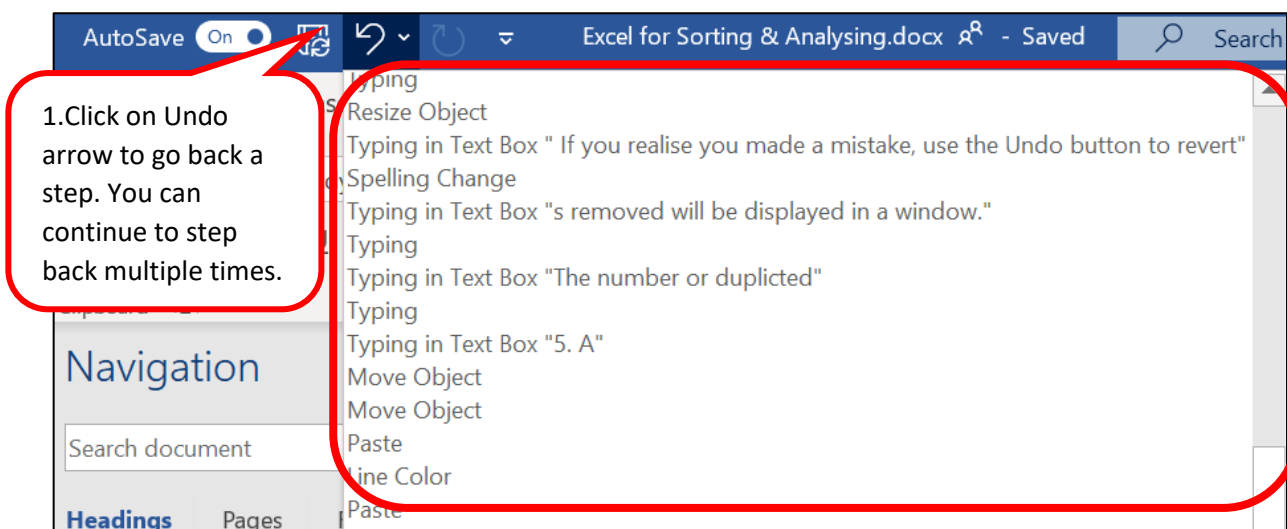 AutoSave On Excel for Sorting & Analysing.docx - Saved Search
1.Click on Undo
arrow to go back a
step. You can
continue to step
back multiple times.
Typing
Resize Object
Typing in Text Box " If you realise you made a mistake, use the Undo button to revert"
Spelling Change
Typing in Text Box "s removed will be displayed in a window."
Typing
Typing in Text Box "The number or duplicted"
Typing
Typing in Text Box "5. A"
Move Object
Move Object
Paste
Line Color
Paste
Navigation
Search document
Headings Pages